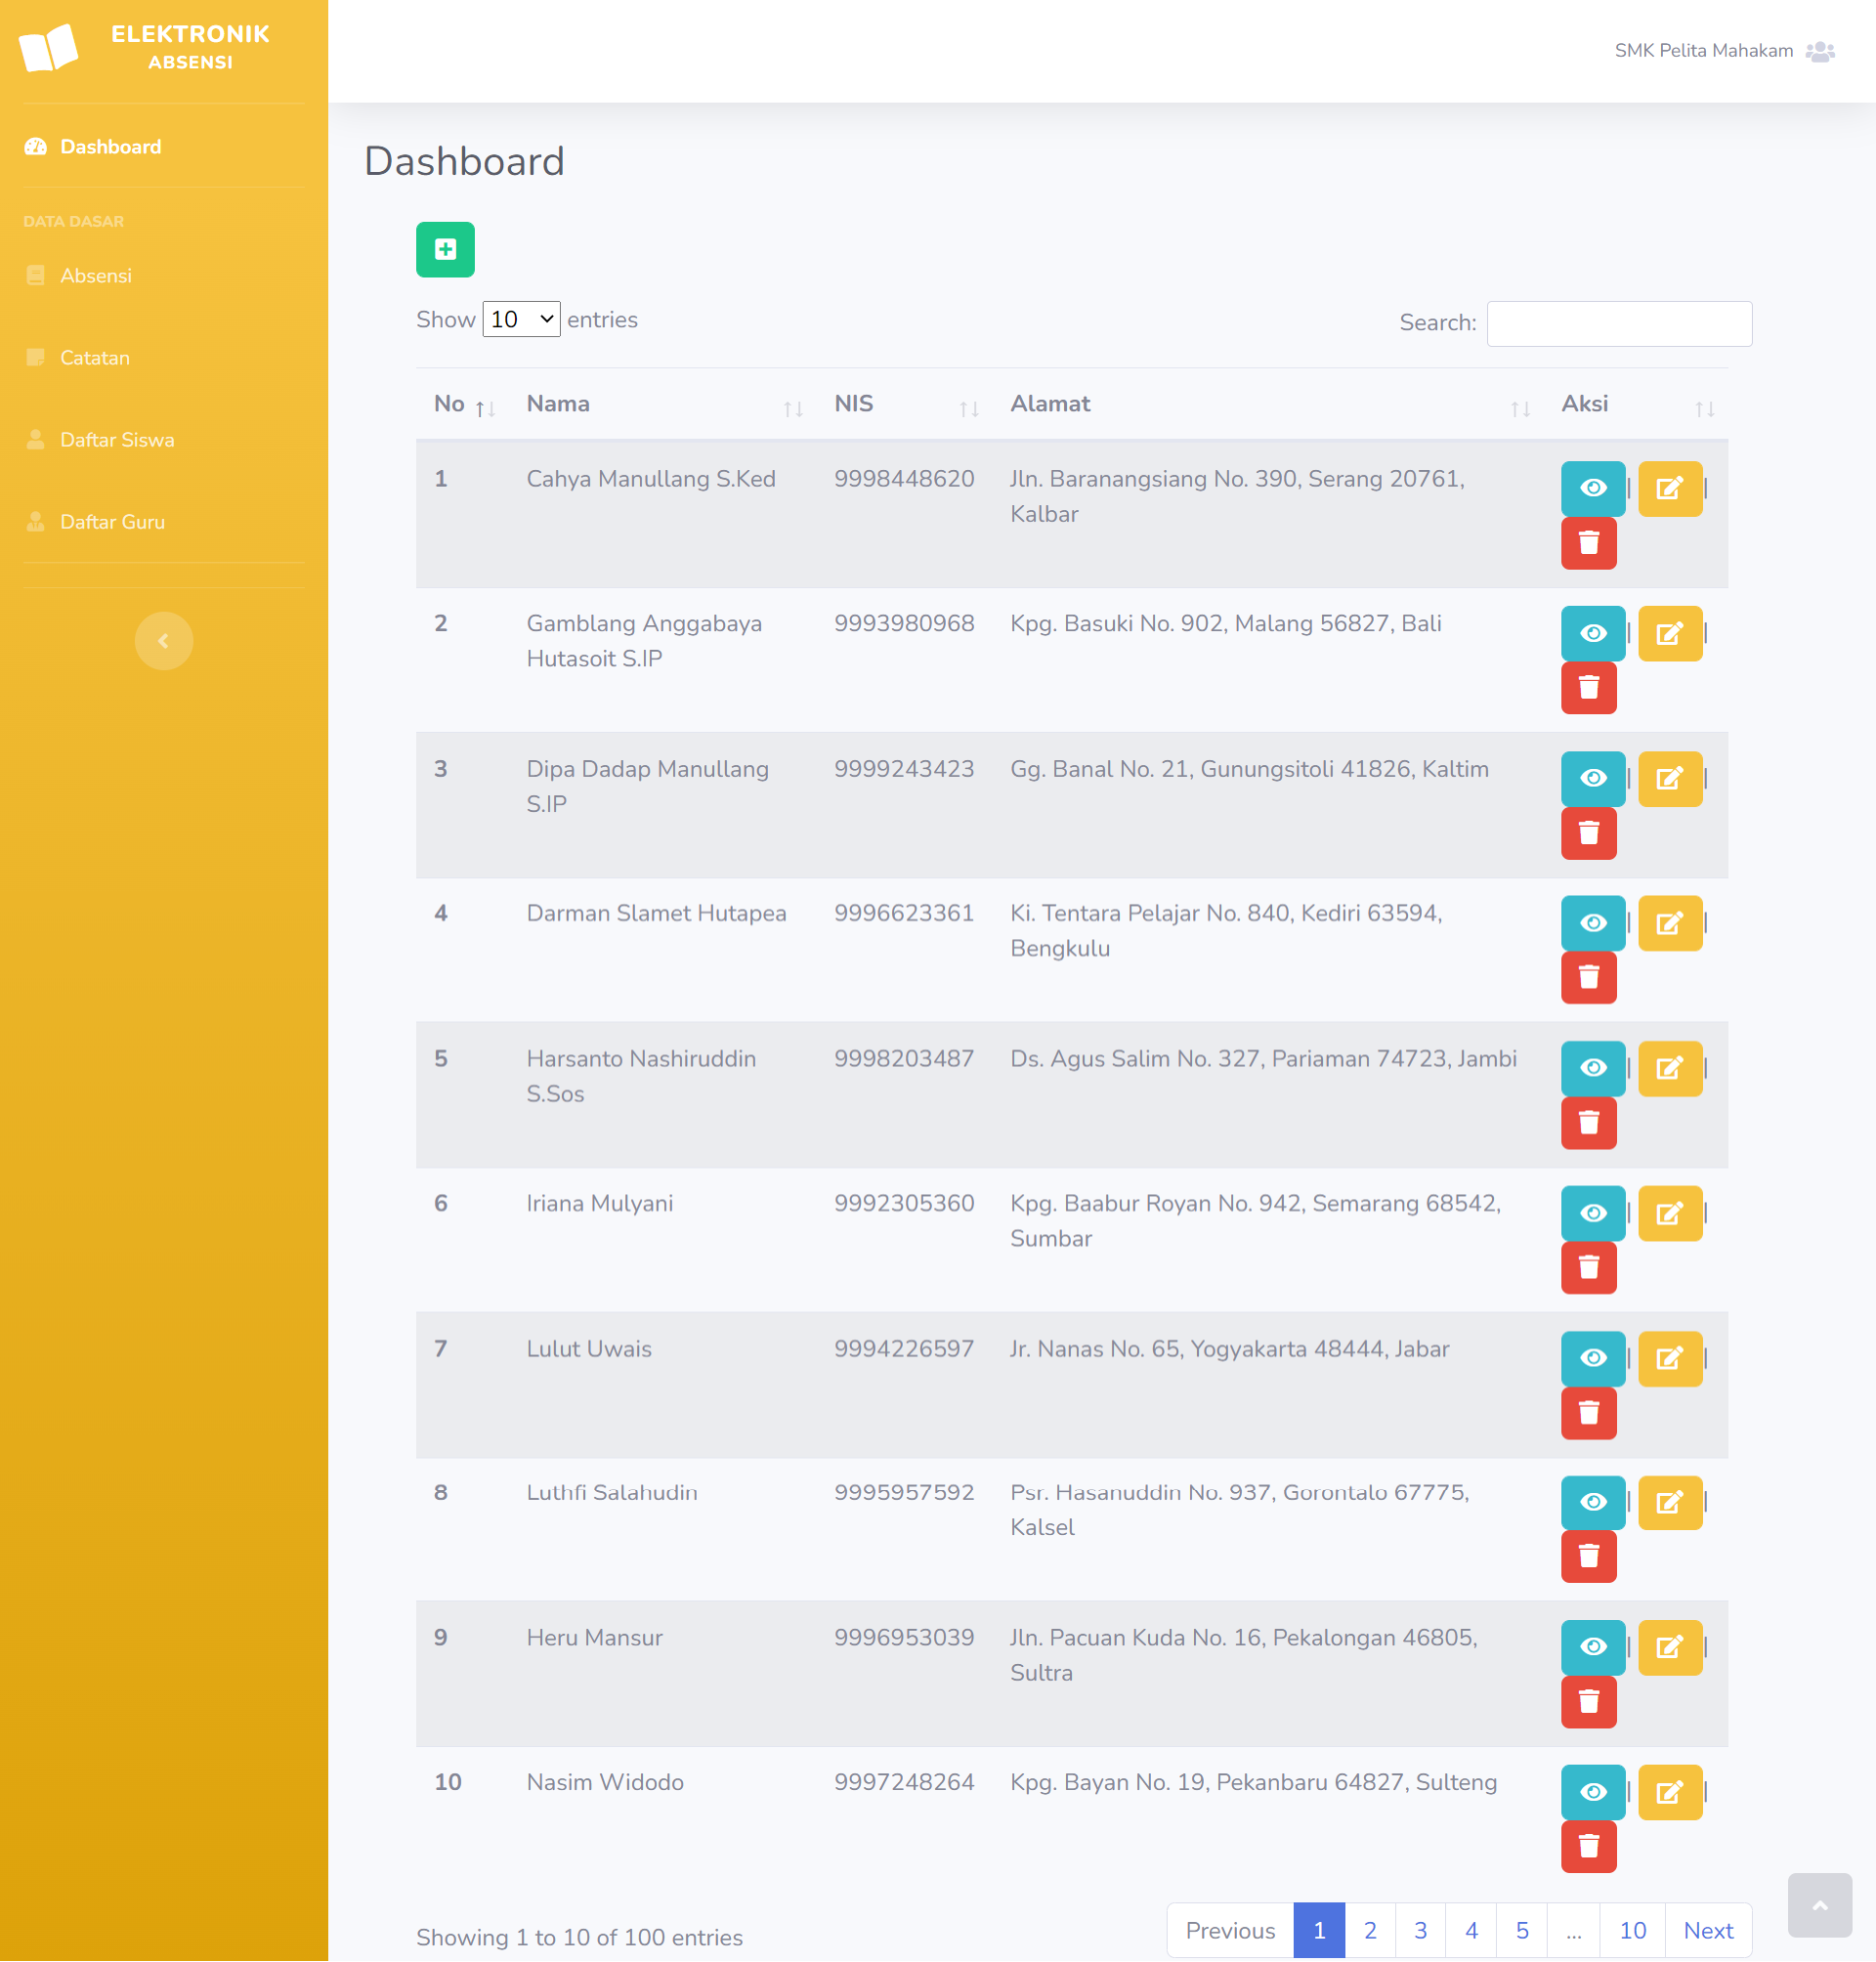 ELEKTRONIK
ABSENSI
SMK Pelita Mahakam
Dashboard
DATA DASAR
Absensi
Catatan
Daftar Siswa
Daftar Guru
Dashboard
Show 10 entries
Search:
No Nama NIS Alamat Aksi
1 Cahya Manullang S.Ked 9998448620 Jln. Baranangsiang No. 390, Serang 20761,
Kalbar
2 Gamblang Anggabaya 9993980968 Kpg. Basuki No. 902, Malang 56827, Bali
Hutasoit S.IP
3 Dipa Dadap Manullang 9999243423 Gg. Banal No. 21, Gunungsitoli 41826, Kaltim
S.IP
4 Darman Slamet Hutapea 9996623361 Ki. Tentara Pelajar No. 840, Kediri 63594,
Bengkulu
5 Harsanto Nashiruddin 9998203487 Ds. Agus Salim No. 327, Pariaman 74723, Jambi
S.Sos
6 Iriana Mulyani 9992305360 Kpg. Baabur Royan No. 942, Semarang 68542,
Sumbar
7 Lulut Uwais 9994226597 Jr. Nanas No. 65, Yogyakarta 48444, Jabar
8 Luthfi Salahudin 9995957592 Psr. Hasanuddin No. 937, Gorontalo 67775,
Kalsel
9 Heru Mansur 9996953039 Jln. Pacuan Kuda No. 16, Pekalongan 46805,
Sultra
10 Nasim Widodo 9997248264 Kpg. Bayan No. 19, Pekanbaru 64827, Sulteng
Showing 1 to 10 of 100 entries
Previous 1 2 3 4 5 ... 10 Next